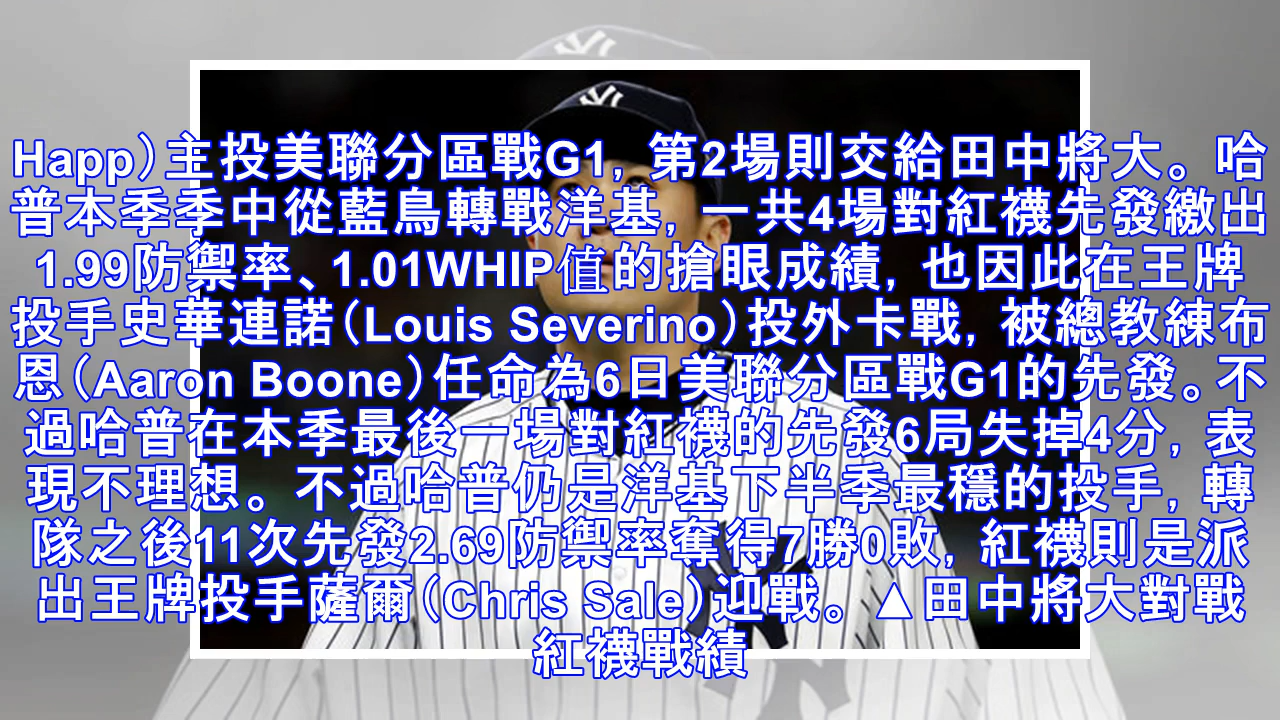 Happ）主投美聯分區戰G1, 第2場則交給田中將大。哈
普本季季中從藍鳥轉戰洋基, 一共4場對紅襪先發繳出
1.99防禦率、1.01WHIP值的搶眼成績, 也因此在王牌
投手史華連諾（Louis Severino）投外卡戰, 被總教練布
恩（Aaron Boone）任命為6日美聯分區戰G1的先發。不
過哈普在本季最後一場對紅襪的先發6局失掉4分, 表
現不理想。不過哈普仍是洋基下半季最穩的投手, 轉
隊之後11次先發2.69防禦率奪得7勝0敗, 紅襪則是派
出王牌投手薩爾（Chris Sale）迎戰。▲田中將大對戰
紅襪戰績